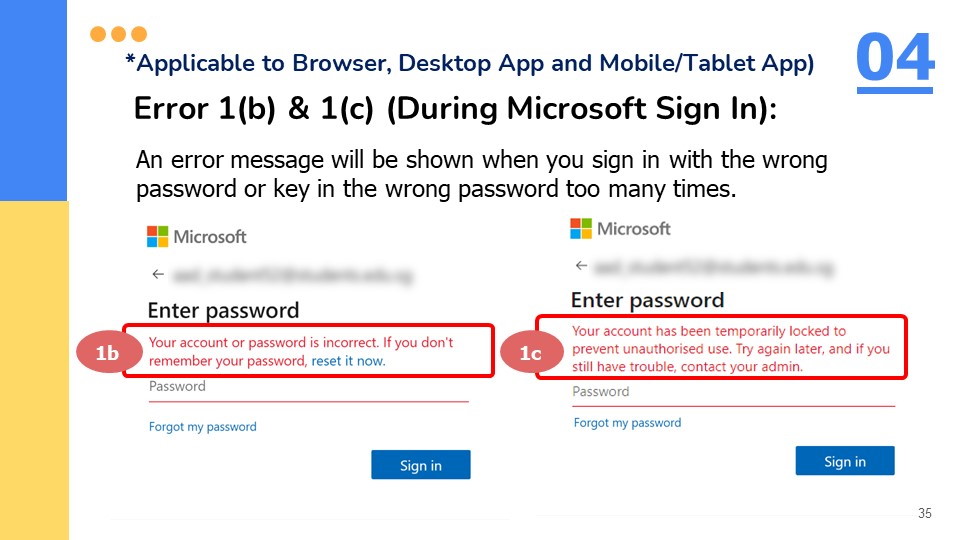 *Applicable to Browser, Desktop App and Mobile/Tablet App)
04
Error 1(b) & 1(c) (During Microsoft Sign In):
An error message will be shown when you sign in with the wrong
password or key in the wrong password too many times.
Microsoft
Enter password
1b
Your account or password is incorrect. If you don't
remember your password, reset it now.
Password
Forgot my password
Sign in
Microsoft
Enter password
1c
Your account has been temporarily locked to
prevent unauthorised use. Try again later, and if you
still have trouble, contact your admin.
Password
Forgot my password
Sign in
35